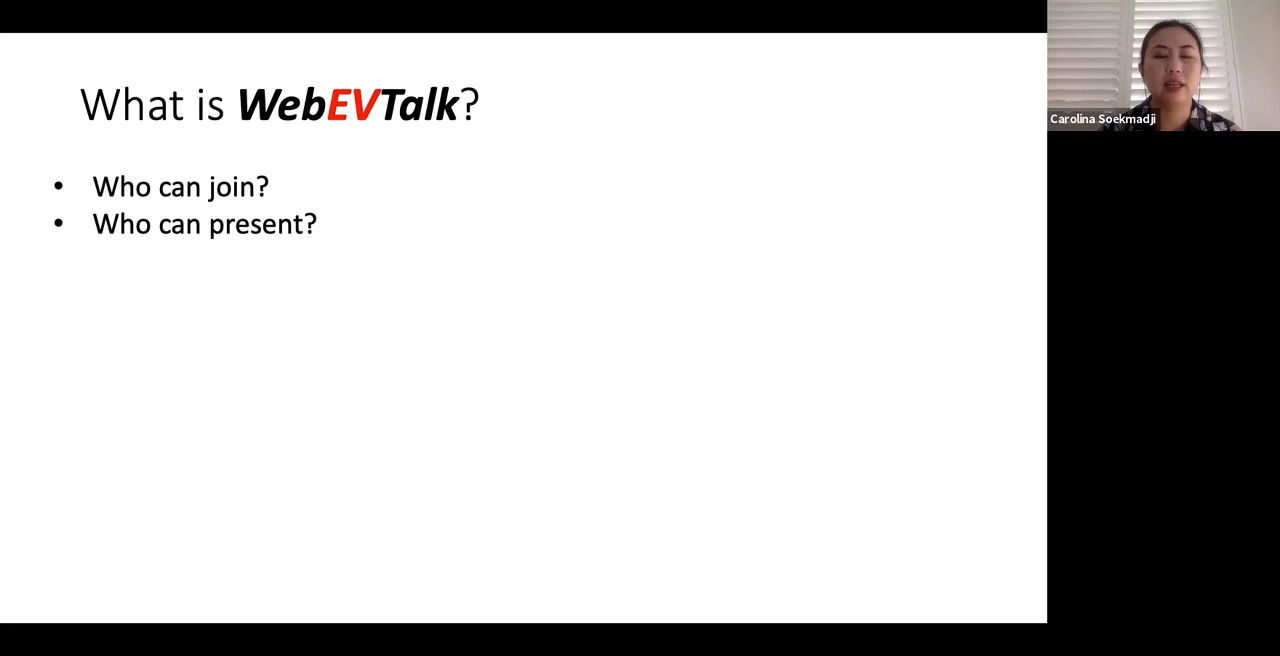 What is WebEVTalk?
• Who can join?
• Who can present?
Carolina Soekmadji